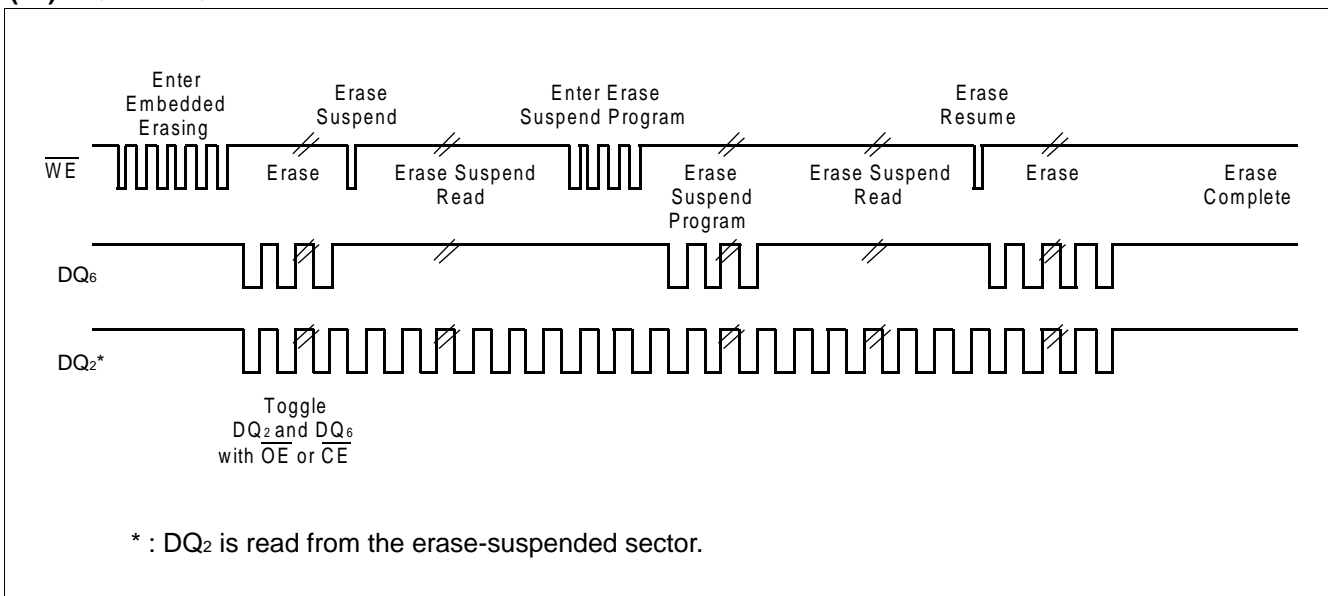 Enter
Embedded
Erasing
Erase
Suspend
Enter Erase
Suspend Program
Erase
Resume
WE
Erase
Erase Suspend
Read
Erase
Suspend
Program
Erase Suspend
Read
Erase
Erase
Complete
DQ6
DQ2*
Toggle
DQ2 and DQ6
with OE or CE
* : DQ2 is read from the erase-suspended sector.